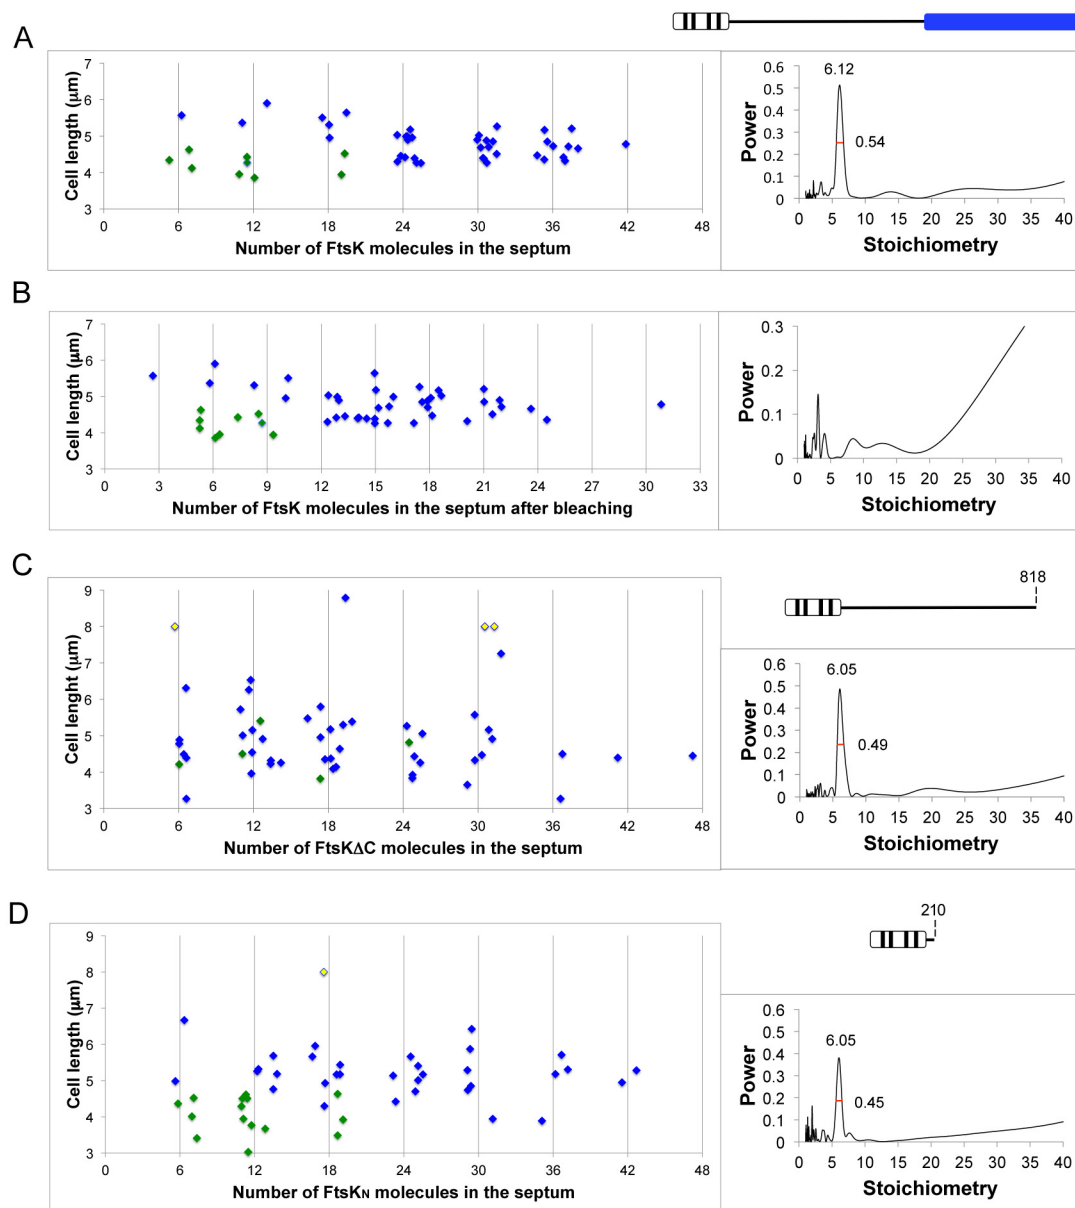 A
Cell length (µm)
7
6
5
4
3
0 6 12 18 24 30 36 42 48
Number of FtsK molecules in the septum
Power
0.6
0.5
0.4
0.3
0.2
0.1
0
6.12
0.54
0 5 10 15 20 25 30 35 40
Stoichiometry
B
Cell length (µm)
7
6
5
4
3
0 3 6 9 12 15 18 21 24 27 30 33
Number of FtsK molecules in the septum after bleaching
Power
0.3
0.2
0.1
0
0 5 10 15 20 25 30 35 40
Stoichiometry
C
Cell lenght (µm)
9
8
7
6
5
4
3
0 6 12 18 24 30 36 42 48
Number of FtsKΔC molecules in the septum
818
Power
0.6
0.5
0.4
0.3
0.2
0.1
0
6.05
0.49
0 5 10 15 20 25 30 35 40
Stoichiometry
D
Cell length (µm)
9
8
7
6
5
4
3
0 6 12 18 24 30 36 42 48
Number of FtsKN molecules in the septum
210
Power
0.6
0.5
0.4
0.3
0.2
0.1
0
6.05
0.45
0 5 10 15 20 25 30 35 40
Stoichiometry